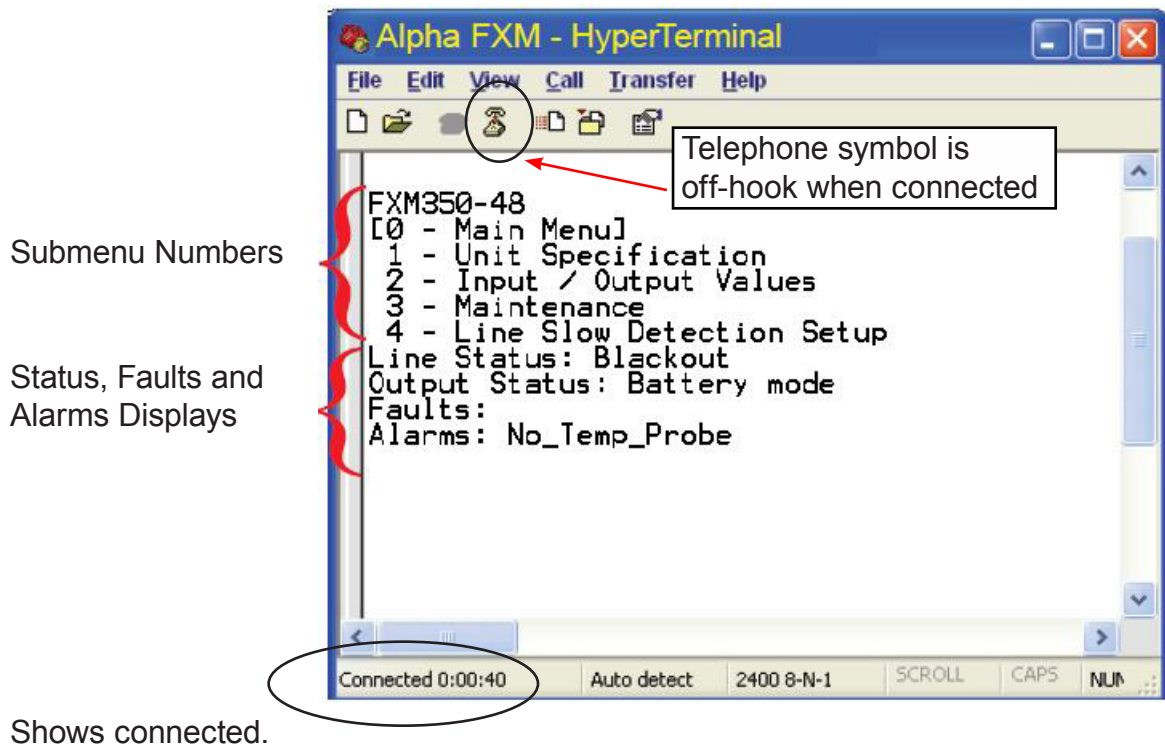 Alpha FXM - HyperTerminal
File Edit View Call Transfer Help
Telephone symbol is
off-hook when connected
Submenu Numbers
FXM350-48
[0 - Main Menu]
1 - Unit Specification
2 - Input / Output Values
3 - Maintenance
4 - Line Slow Detection Setup
Status, Faults and
Alarms Displays
Line Status: Blackout
Output Status: Battery mode
Faults:
Alarms: No_Temp_Probe
Connected 0:00:40 Auto detect 2400 8-N-1 SCROLL CAPS NUM
Shows connected.